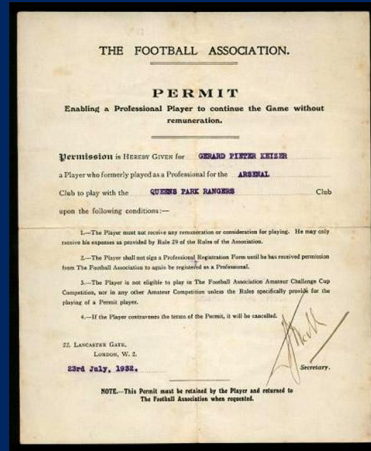 THE FOOTBALL ASSOCIATION.
PERMIT
Enabling a Professional Player to continue the Game without
remuneration.
Permission is HEREBY GIVEN for GERARD PIETER KEISER
a Player who formerly played as a Professional for the ARSENAL
Club to play with the QUEENS PARK RANGERS Club
upon the following conditions:—
1.—The Player must not receive any remuneration or consideration for playing. He may only
receive his expenses as provided by Rule 29 of the Rules of the Association.
2.—The Player shall not sign a Professional Registration Form until he has received permission
from The Football Association to again be registered as a Professional.
3.—The Player is not eligible to play in The Football Association Amateur Challenge Cup
Competition, nor in any other Amateur Competition unless the Rules specifically provide for the
playing of a Permit player.
4.—If the Player contravenes the terms of the Permit, it will be cancelled.
22, LANCASTER GATE,
LONDON, W. 2.
23rd July, 1932.
Secretary.
NOTE.—This Permit must be retained by the Player and returned to
The Football Association when requested.